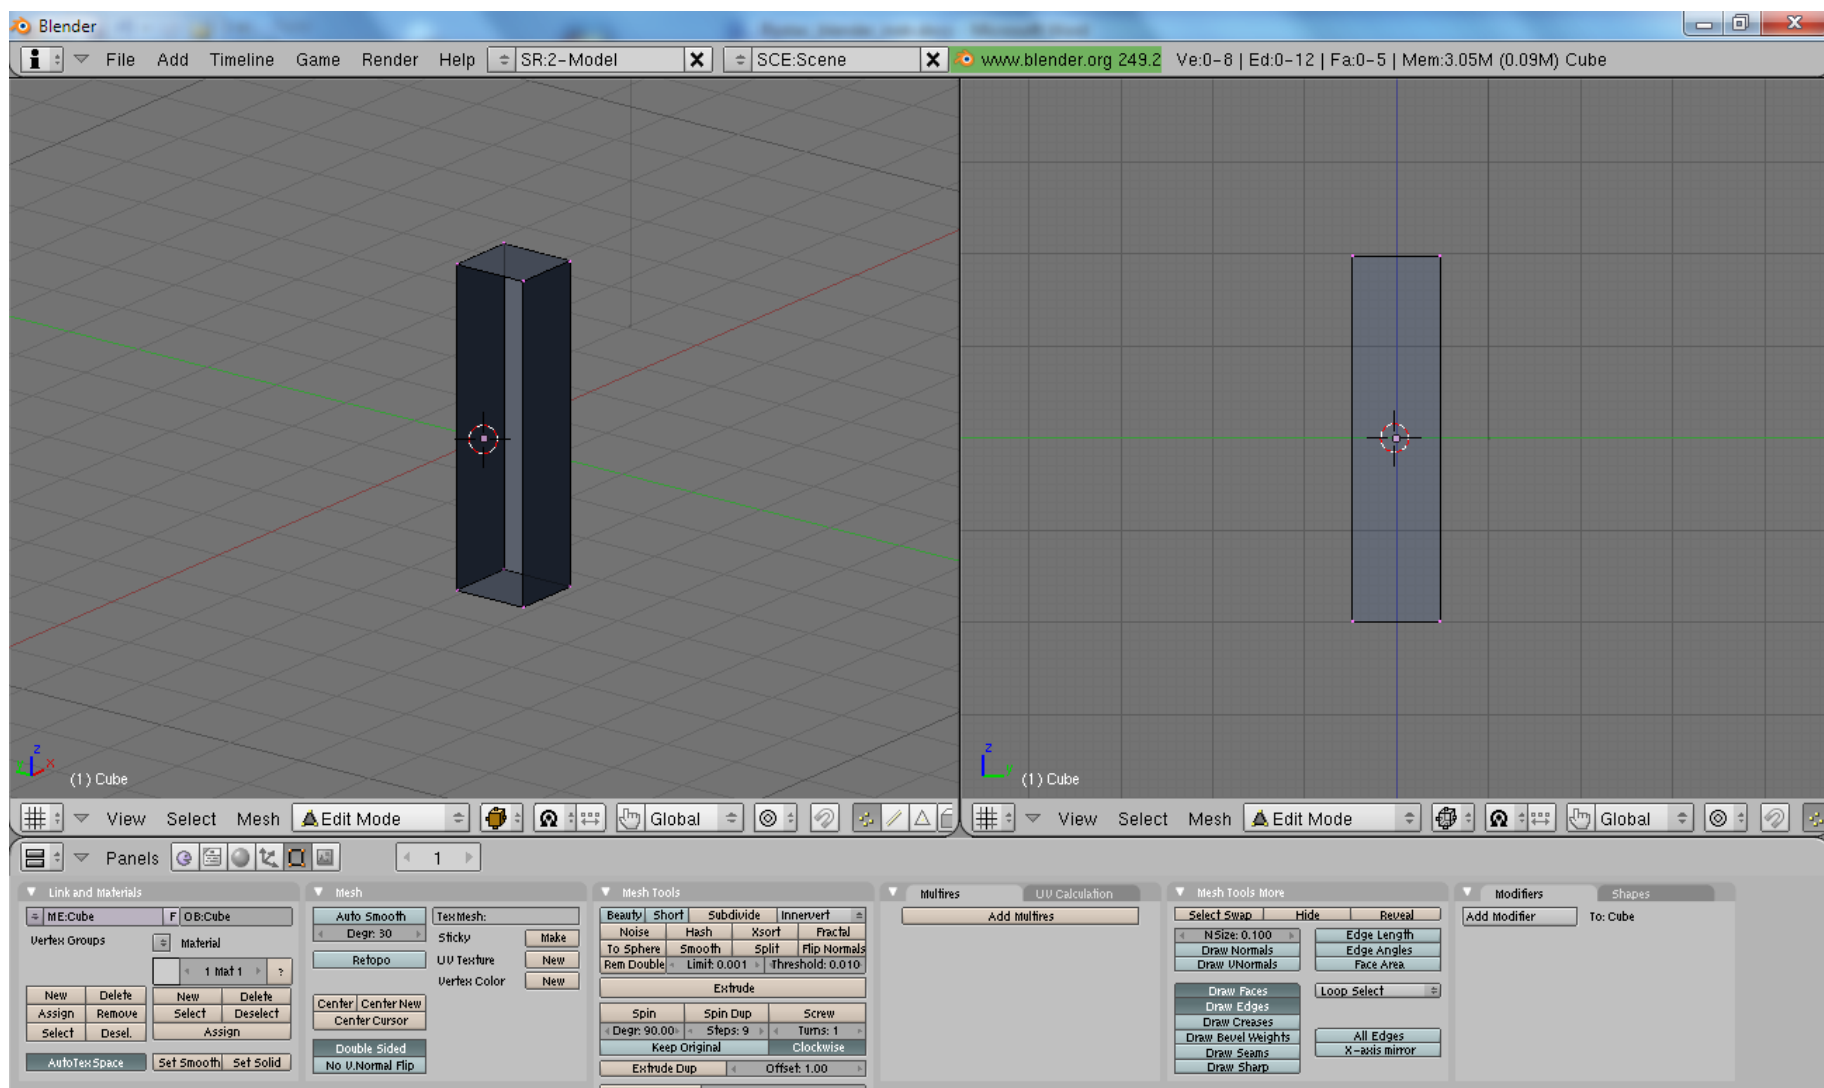 Blender
File Add Timeline Game Render Help SR:2-Model SCE:Scene www.blender.org 249.2 Ve:0-8 | Ed:0-12 | Fa:0-5 | Mem:3.05M (0.09M) Cube
z
y x
(1) Cube
z
y
(1) Cube
View Select Mesh Edit Mode Global
View Select Mesh Edit Mode Global
Panels 1
Link and Materials
ME:Cube F OB:Cube
Vertex Groups Material
1 Mat 1 ?
New Delete New Delete
Assign Remove Select Deselect
Select Desel. Assign
AutoTexSpace Set Smooth Set Solid
Mesh
Auto Smooth TexMesh:
Degr: 30 Sticky Make
Retopo UV Texture New
Vertex Color New
Center Center New
Center Cursor
Double Sided
No V.Normal Flip
Mesh Tools
Beauty Short Subdivide Innervert
Noise Hash Xsort Fractal
To Sphere Smooth Split Flip Normals
Rem Double Limit: 0.001 Threshold: 0.010
Extrude
Spin Spin Dup Screw
Degr: 90.00 Steps: 9 Turns: 1
Keep Original Clockwise
Extrude Dup Offset: 1.00
Multires UV Calculation
Add Multires
Mesh Tools More
Select Swap Hide Reveal
NSize: 0.100 Edge Length
Draw Normals Edge Angles
Draw VNormals Face Area
Draw Faces Loop Select
Draw Edges
Draw Creases
Draw Bevel Weights All Edges
Draw Seams X-axis mirror
Draw Sharp
Modifiers Shapes
Add Modifier To: Cube